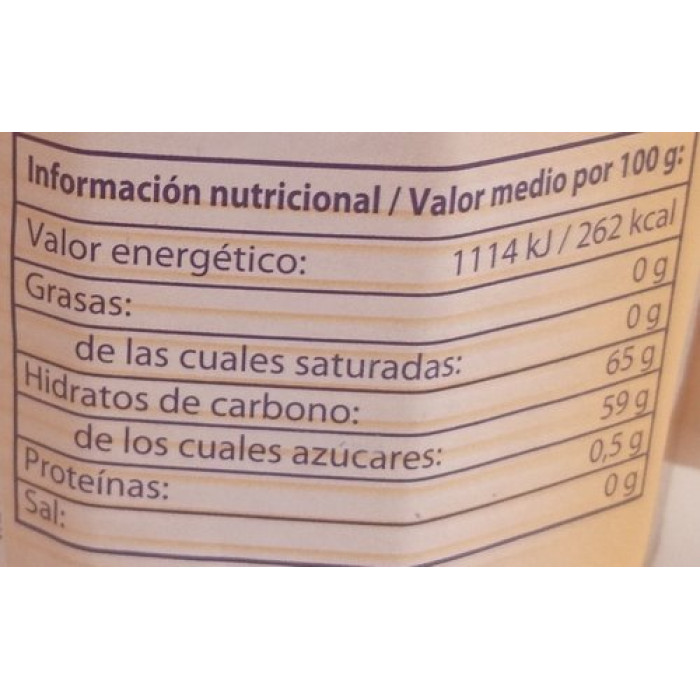 Información nutricional / Valor medio por 100 g:
Valor energético: 1114 kJ / 262 kcal
Grasas: 0 g
de las cuales saturadas: 0 g
Hidratos de carbono: 65 g
de los cuales azúcares: 59 g
Proteínas: 0,5 g
Sal: 0 g